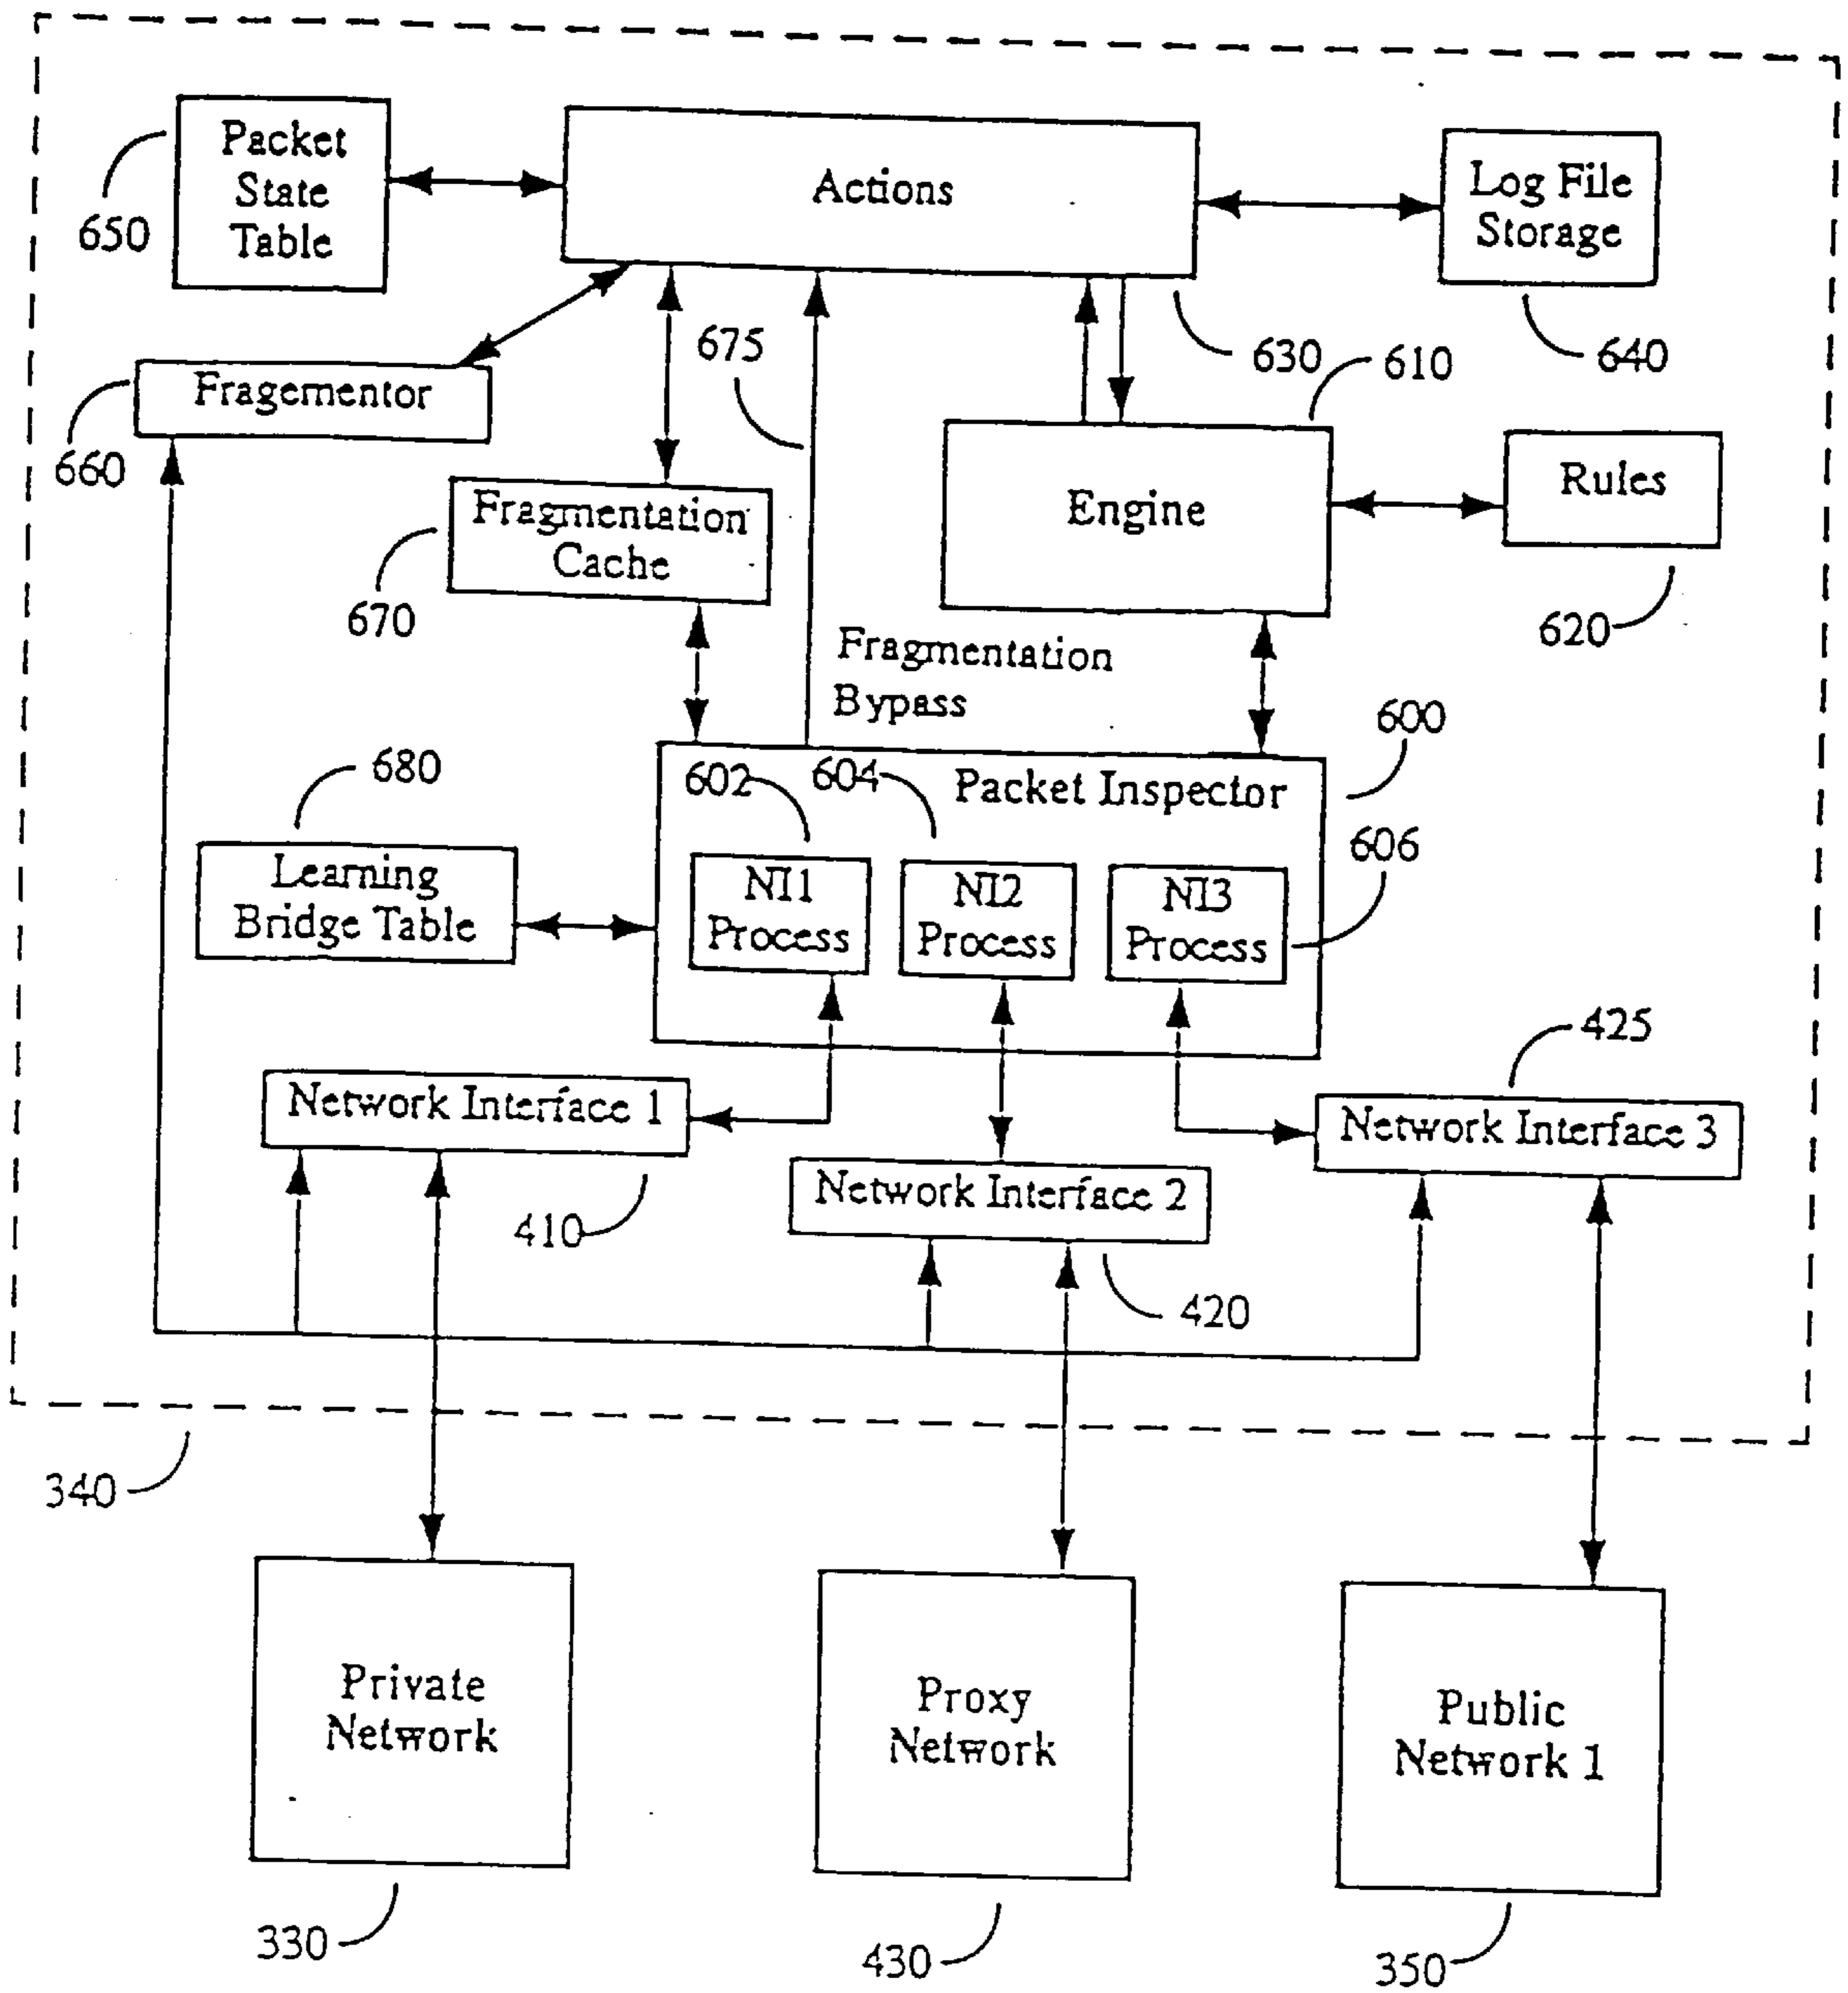 Packet
State
Table
650
Actions
Log File
Storage
640
630
675
610
Fragementor
660
Fragmentation
Cache
670
Engine
Rules
620
Fragmentation
Bypass
600
680
602
604
Packet Inspector
606
Learning
Bridge Table
NI1
Process
NI2
Process
NI3
Process
425
Network Interface 1
410
Network Interface 2
420
Network Interface 3
340
Private
Network
330
Proxy
Network
430
Public
Network 1
350